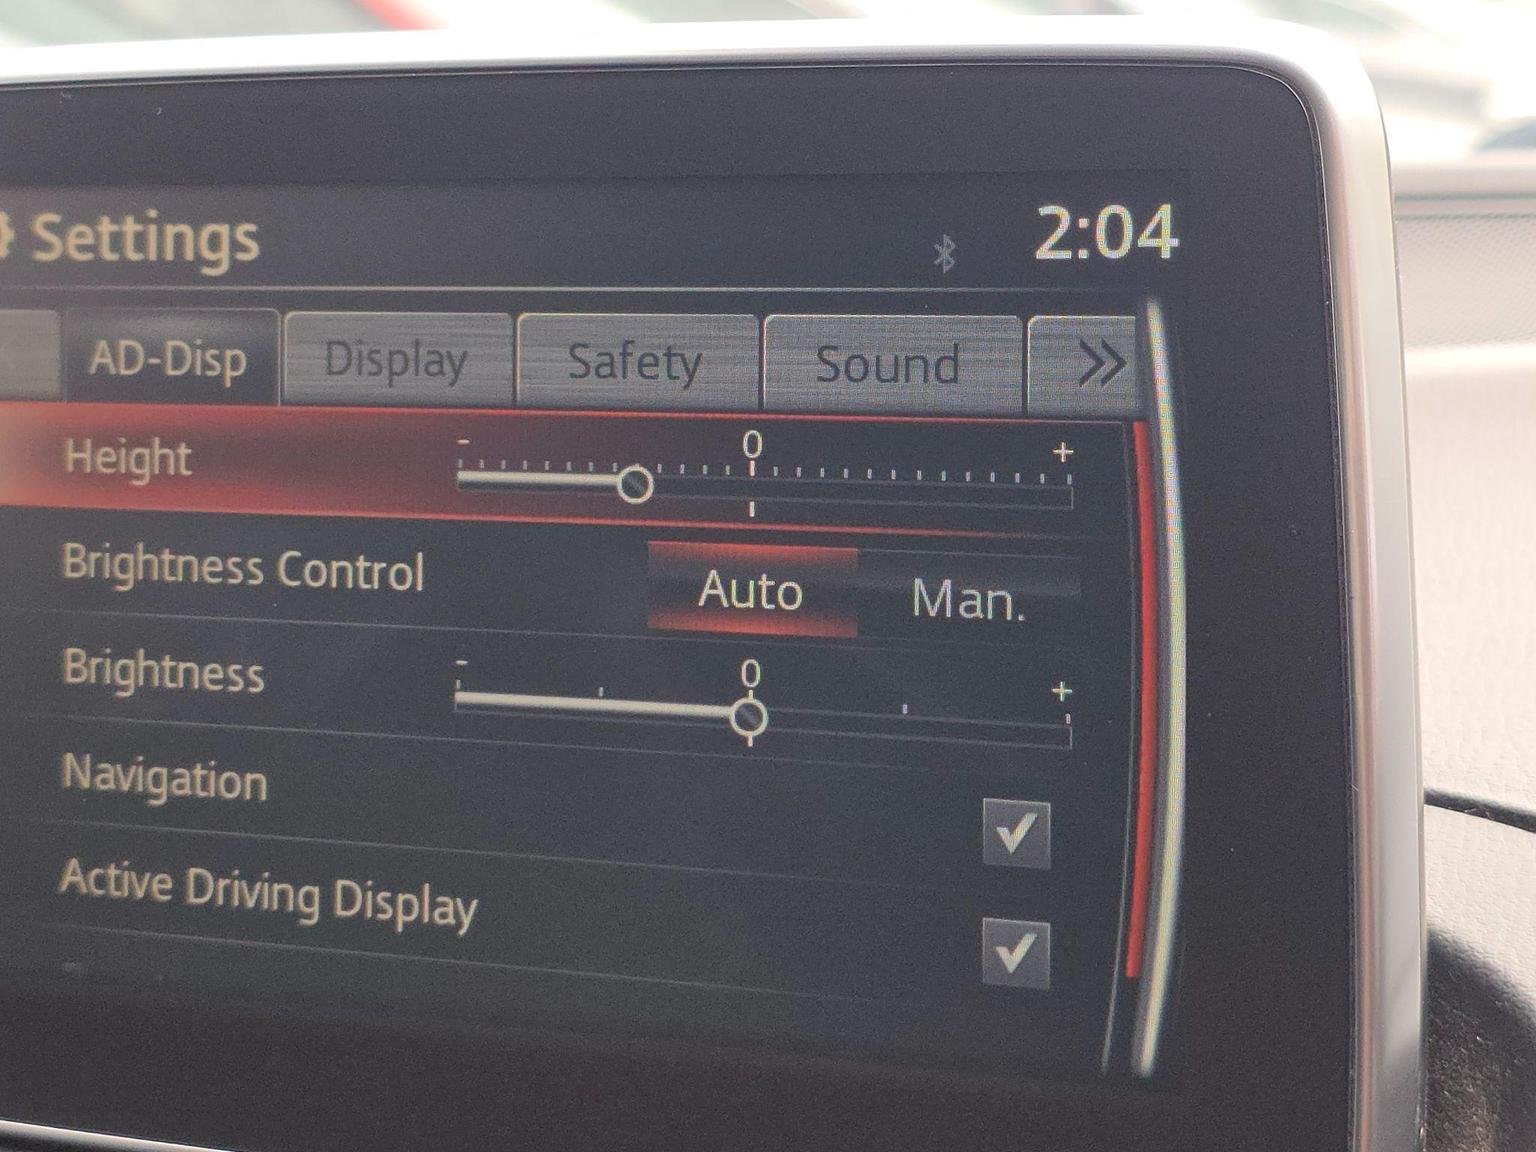 Settings 2:04
AD-Disp Display Safety Sound >>
Height - 0 +
Brightness Control Auto Man.
Brightness - 0 +
Navigation
Active Driving Display